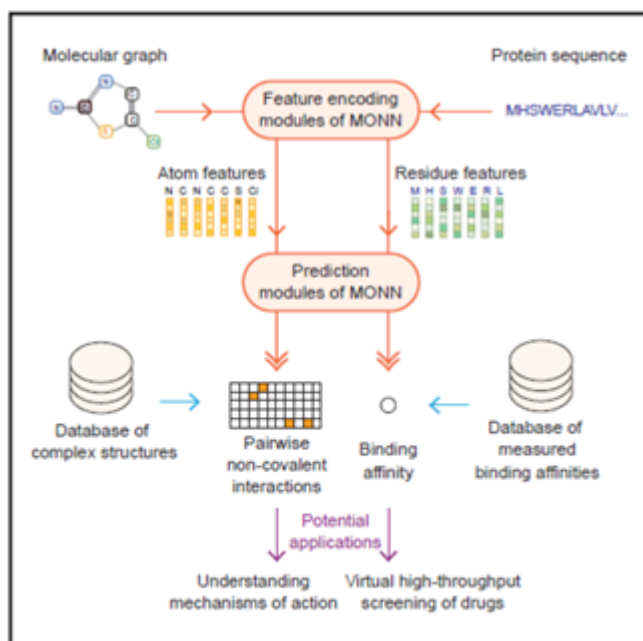 Molecular graph
Protein sequence
Feature encoding
modules of MONN
MHSWERLAVLV...
Atom features
N C N C C S Cl
Residue features
M H S W E R L
Prediction
modules of MONN
Database of
complex structures
Pairwise
non-covalent
interactions
Binding
affinity
Database of
measured
binding affinities
Potential
applications
Understanding
mechanisms of action
Virtual high-throughput
screening of drugs